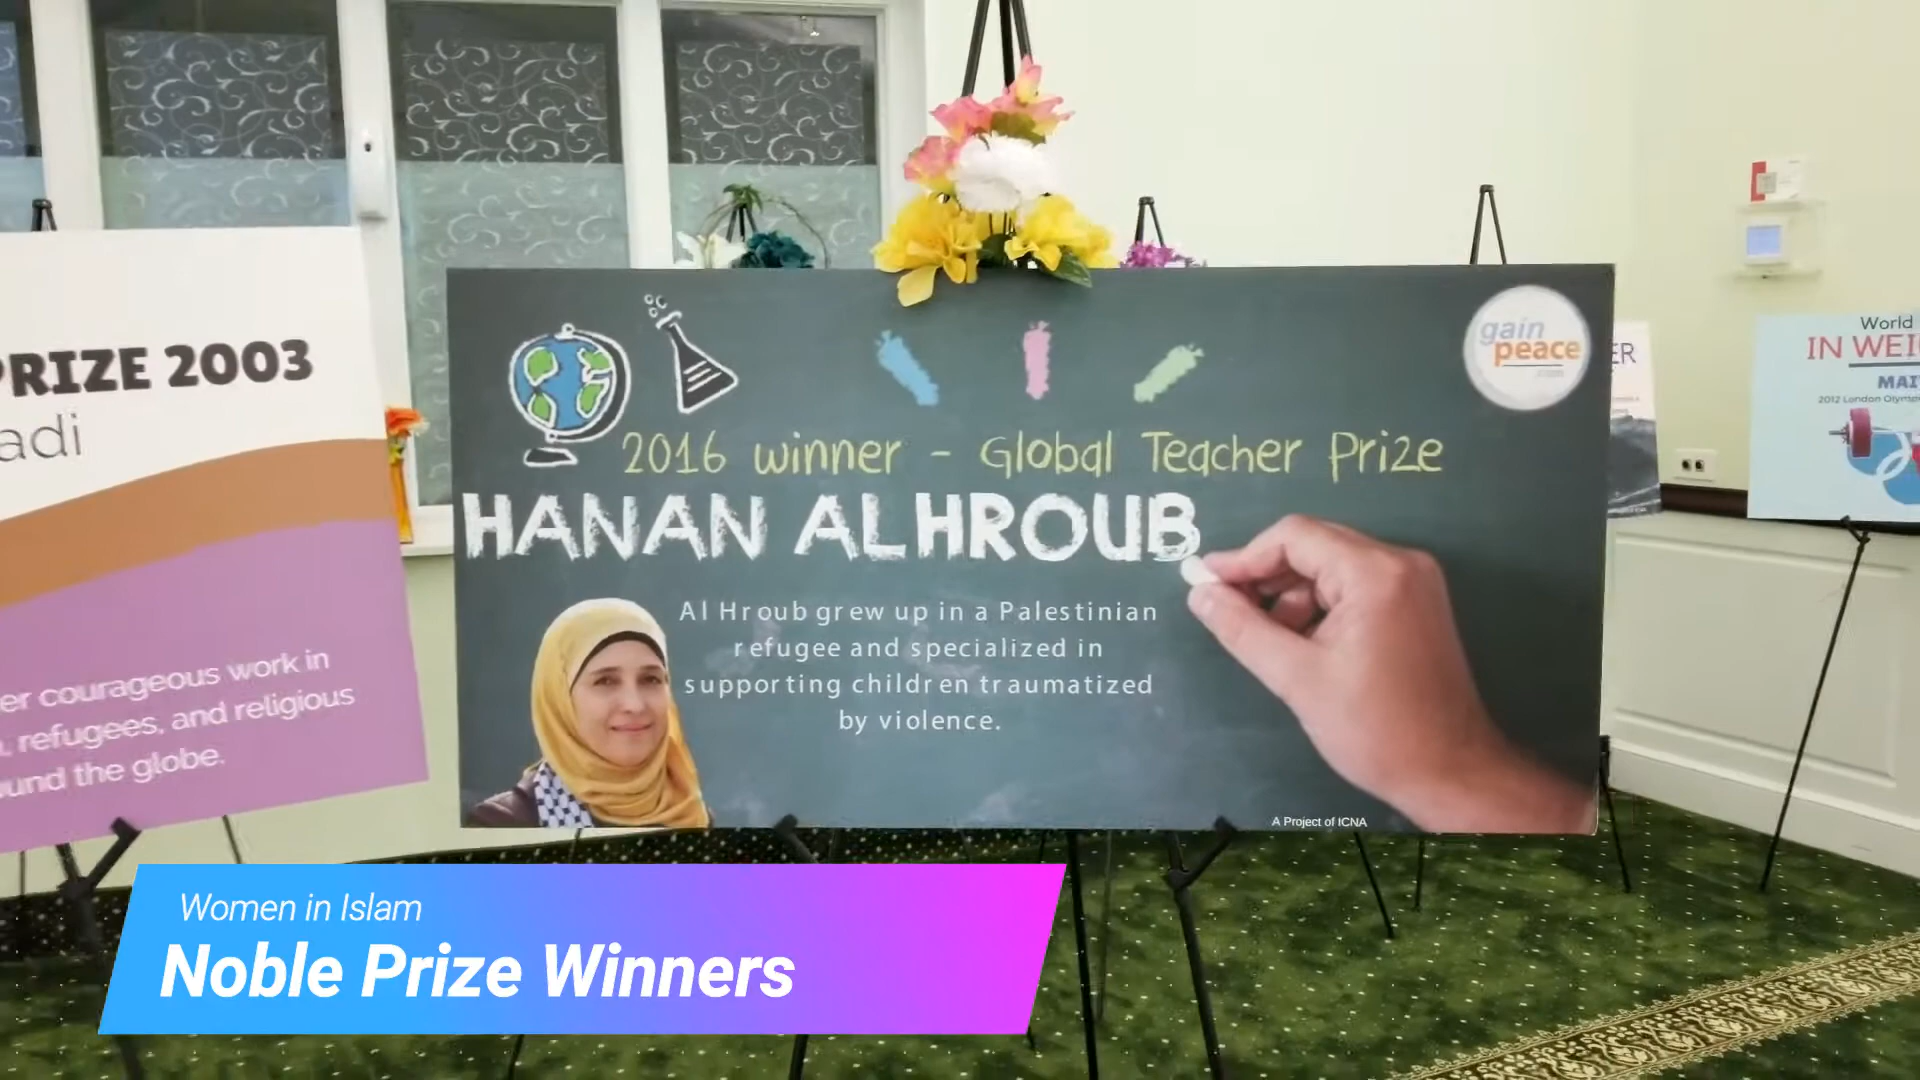 PRIZE 2003
adi
er courageous work in
refugees, and religious
und the globe.
gain
peace
.com
2016 winner - Global Teacher Prize
HANAN ALHROUB
Al Hroub grew up in a Palestinian
refugee and specialized in
supporting children traumatized
by violence.
A Project of ICNA
ER
World
IN WEI
MAI
2012 London Olymp
Women in Islam
Noble Prize Winners